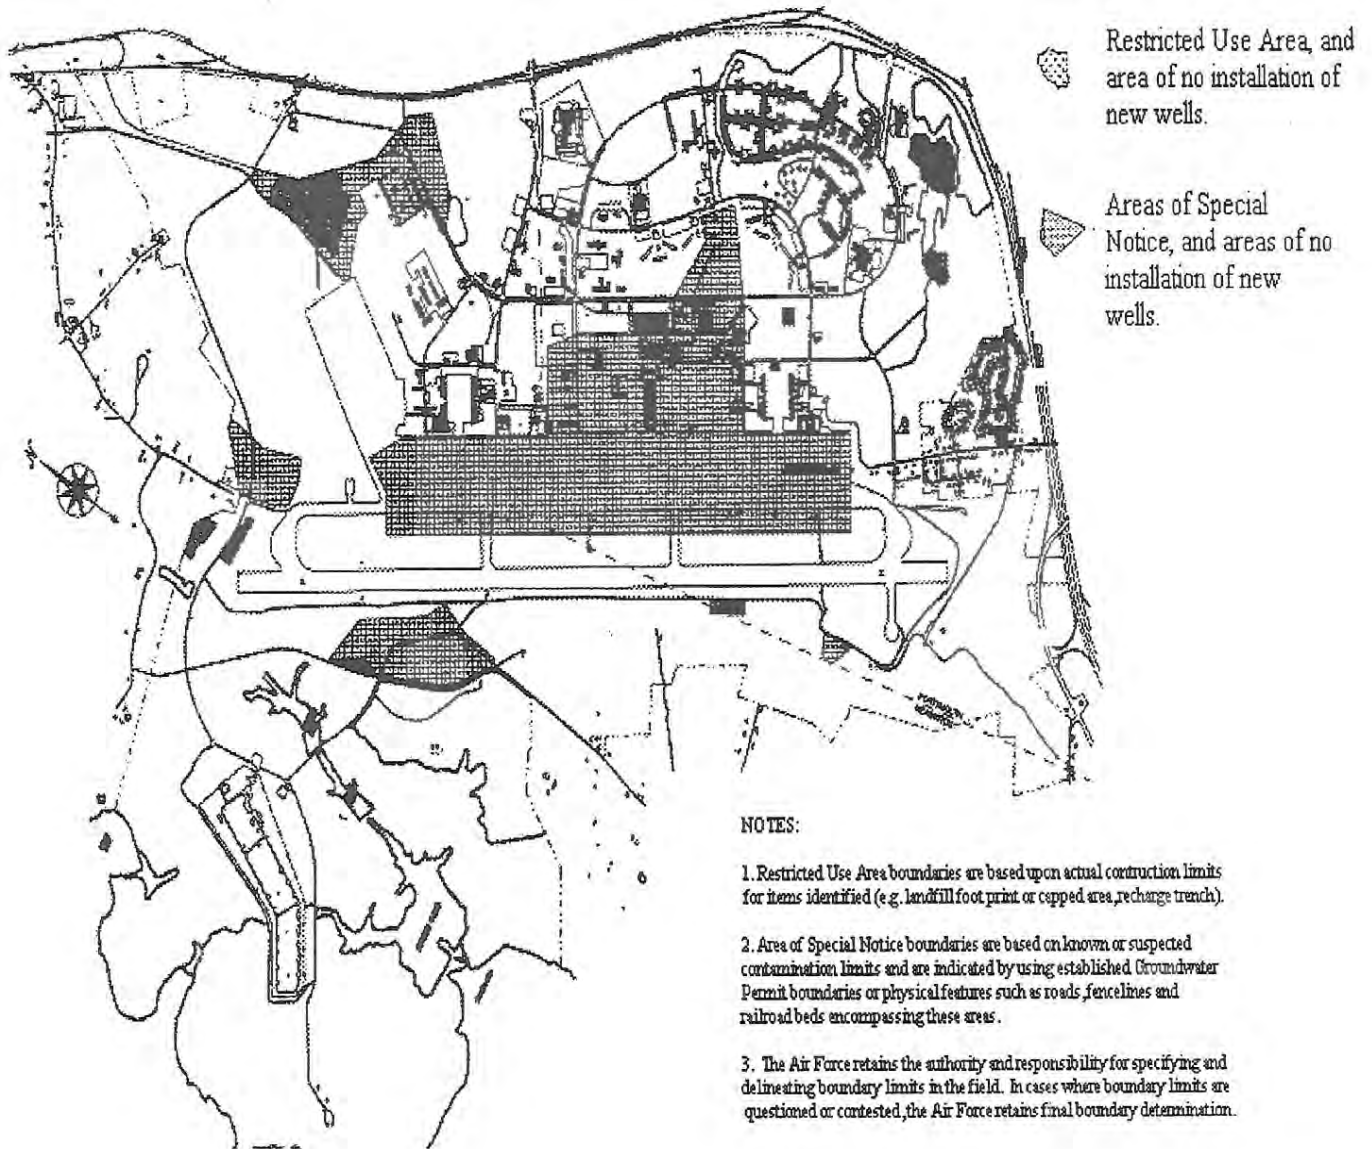 Restricted Use Area, and
area of no installation of
new wells.
Areas of Special
Notice, and areas of no
installation of new
wells.
NOTES:
1. Restricted Use Area boundaries are based upon actual contruction limits
for items identified (e.g. landfill foot print or capped area, recharge trench).
2. Area of Special Notice boundaries are based on known or suspected
contamination limits and are indicated by using established Groundwater
Permit boundaries or physical features such as roads, fencelines and
railroad beds encompassing these areas.
3. The Air Force retains the authority and responsibility for specifying and
delineating boundary limits in the field. In cases where boundary limits are
questioned or contested, the Air Force retains final boundary determination.